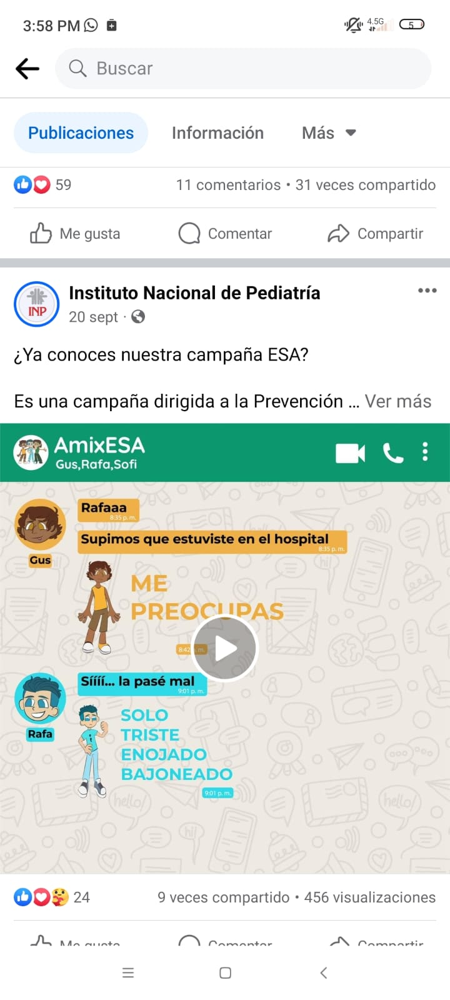 3:58 PM
4.5G
5
Buscar
Publicaciones
Información
Más
59
11 comentarios • 31 veces compartido
Me gusta
Comentar
Compartir
INP
Instituto Nacional de Pediatría
20 sept ·
¿Ya conoces nuestra campaña ESA?
Es una campaña dirigida a la Prevención ... Ver más
AmixESA
Gus,Rafa,Sofi
Rafaaa
8:35 p. m.
Supimos que estuviste en el hospital
8:35 p. m.
Gus
ME
PREOCUPAS
8:42 p. m.
Síííí... la pasé mal
9:01 p. m.
Rafa
SOLO
TRISTE
ENOJADO
BAJONEADO
9:01 p. m.
hello!
hi!
hello!
24
9 veces compartido • 456 visualizaciones
Me gusta
Comentar
Compartir